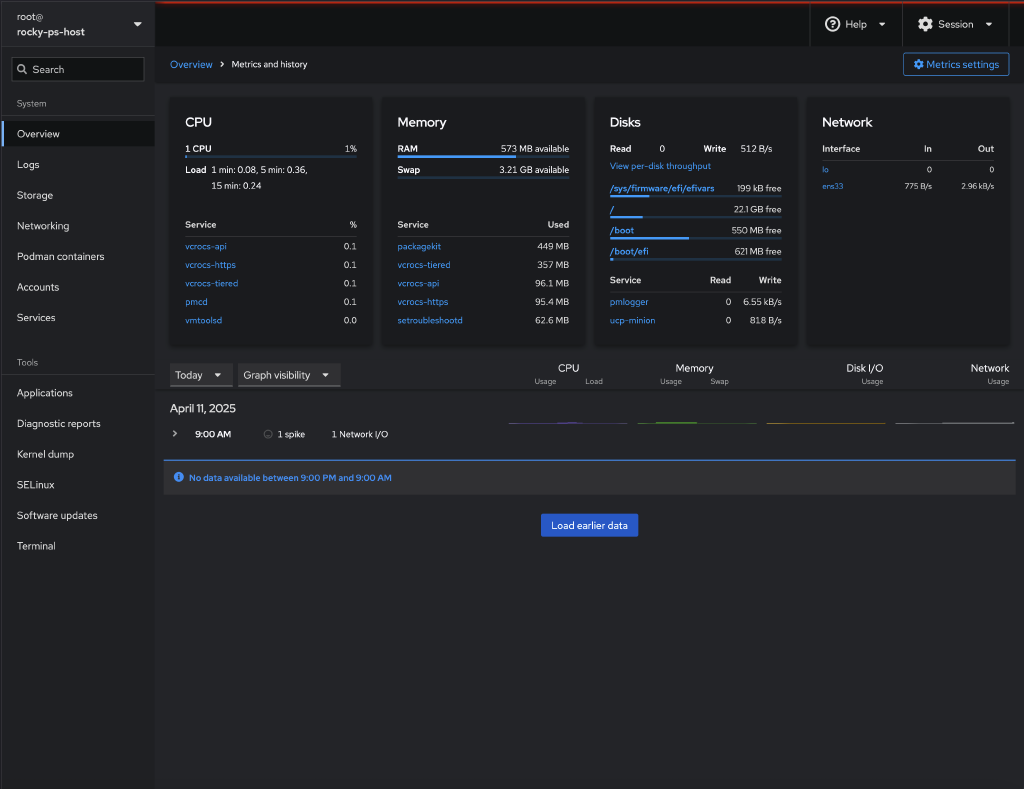 root@
rocky-ps-host
Help
Session
Search
Overview
Metrics and history
Metrics settings
System
Overview
Logs
Storage
Networking
Podman containers
Accounts
Services
Tools
Applications
Diagnostic reports
Kernel dump
SELinux
Software updates
Terminal
CPU
1 CPU 1%
Load 1 min: 0.08, 5 min: 0.36,
15 min: 0.24
Service %
vcrocs-api 0.1
vcrocs-https 0.1
vcrocs-tiered 0.1
pmcd 0.1
vmtoolsd 0.0
Memory
RAM 573 MB available
Swap 3.21 GB available
Service Used
packagekit 449 MB
vcrocs-tiered 357 MB
vcrocs-api 96.1 MB
vcrocs-https 95.4 MB
setroubleshootd 62.6 MB
Disks
Read 0 Write 512 B/s
View per-disk throughput
/sys/firmware/efi/efivars 199 kB free
/ 22.1 GB free
/boot 550 MB free
/boot/efi 621 MB free
Service Read Write
pmlogger 0 6.55 kB/s
ucp-minion 0 818 B/s
Network
Interface In Out
lo 0 0
ens33 775 B/s 2.96 kB/s
Today
Graph visibility
CPU Memory Disk I/O Network
Usage Load Usage Swap Usage Usage
April 11, 2025
9:00 AM 1 spike 1 Network I/O
No data available between 9:00 PM and 9:00 AM
Load earlier data